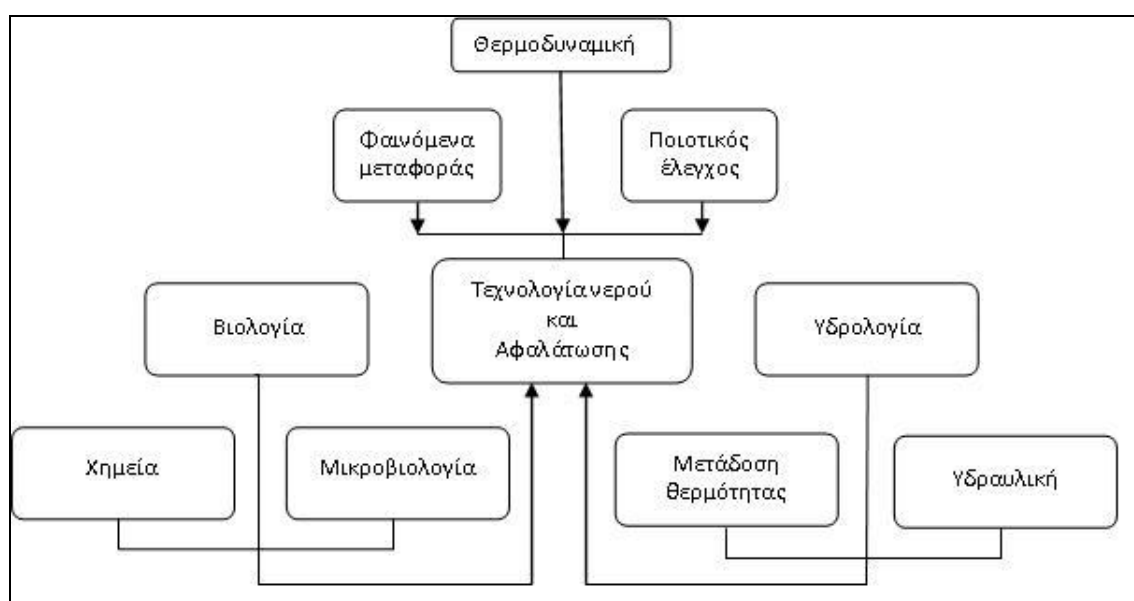 Θερμοδυναμική
Φαινόμενα
μεταφοράς
Ποιοτικός
έλεγχος
Τεχνολογία νερού
και
Αφαλάτωσης
Βιολογία
Υδρολογία
Χημεία
Μικροβιολογία
Μετάδοση
θερμότητας
Υδραυλική